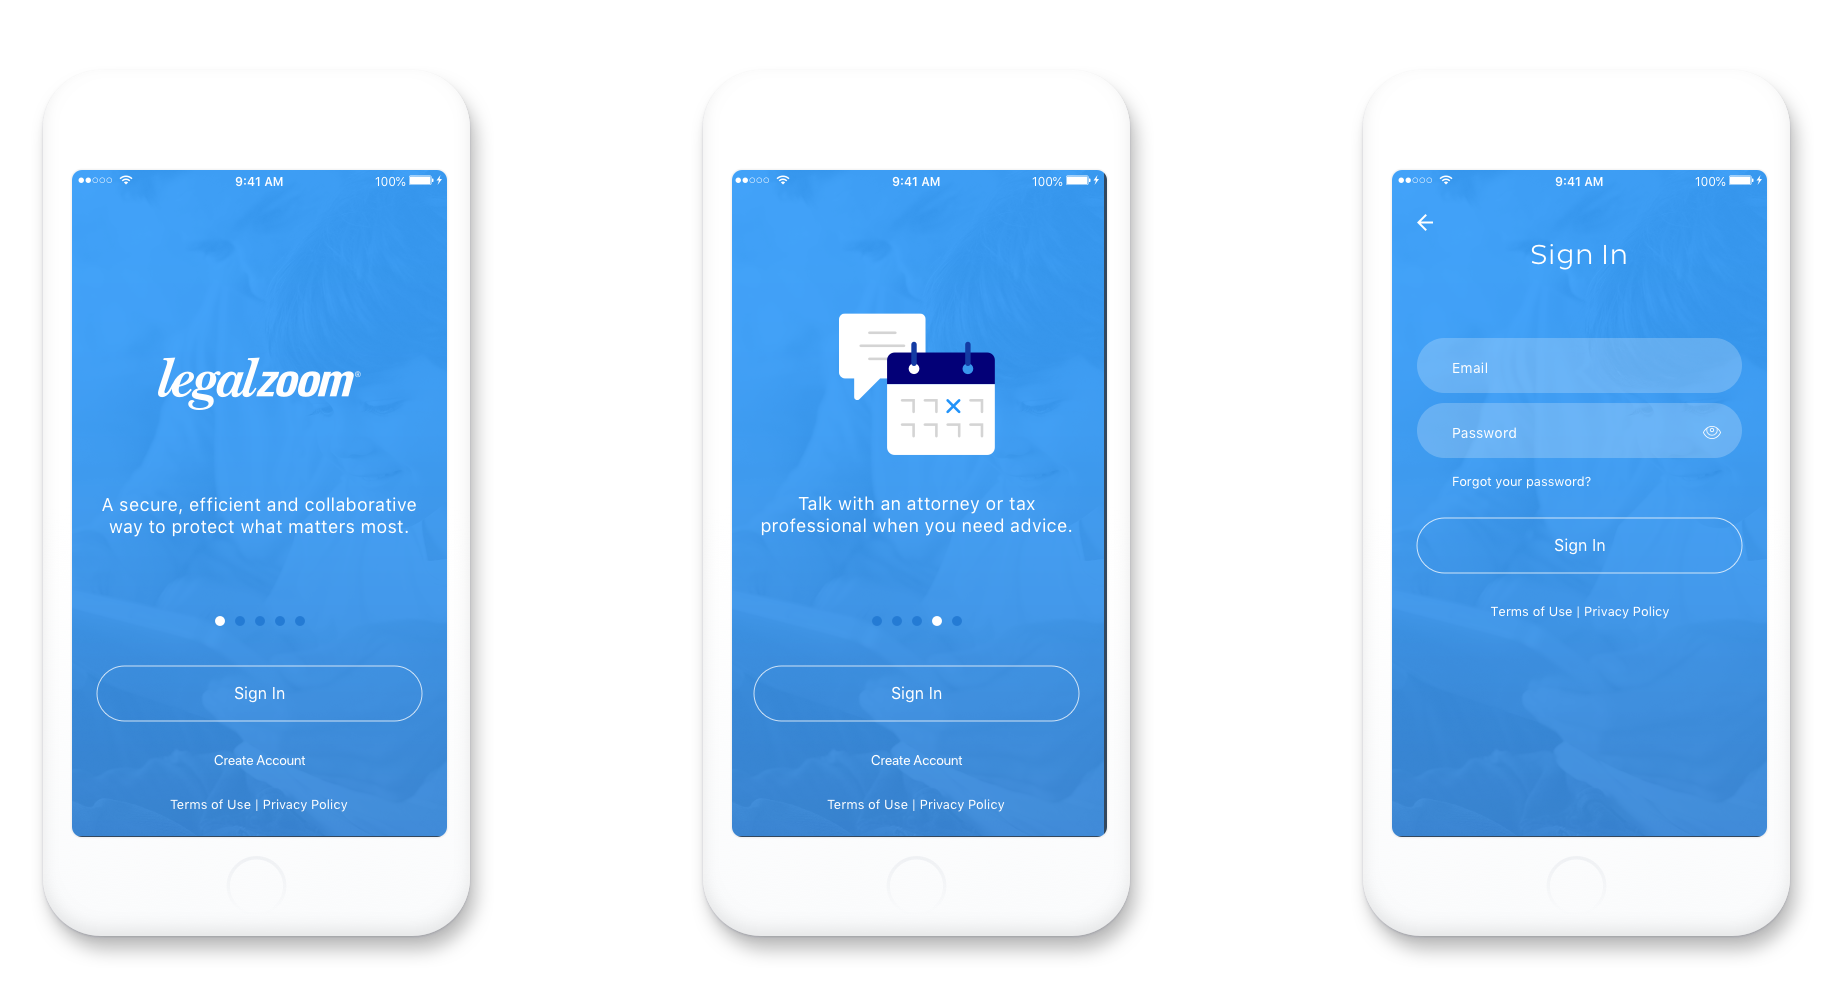 9:41 AM
100%
legalzoom®
A secure, efficient and collaborative
way to protect what matters most.
Sign In
Create Account
Terms of Use | Privacy Policy
9:41 AM
100%
Talk with an attorney or tax
professional when you need advice.
Sign In
Create Account
Terms of Use | Privacy Policy
9:41 AM
100%
Sign In
Email
Password
Forgot your password?
Sign In
Terms of Use | Privacy Policy